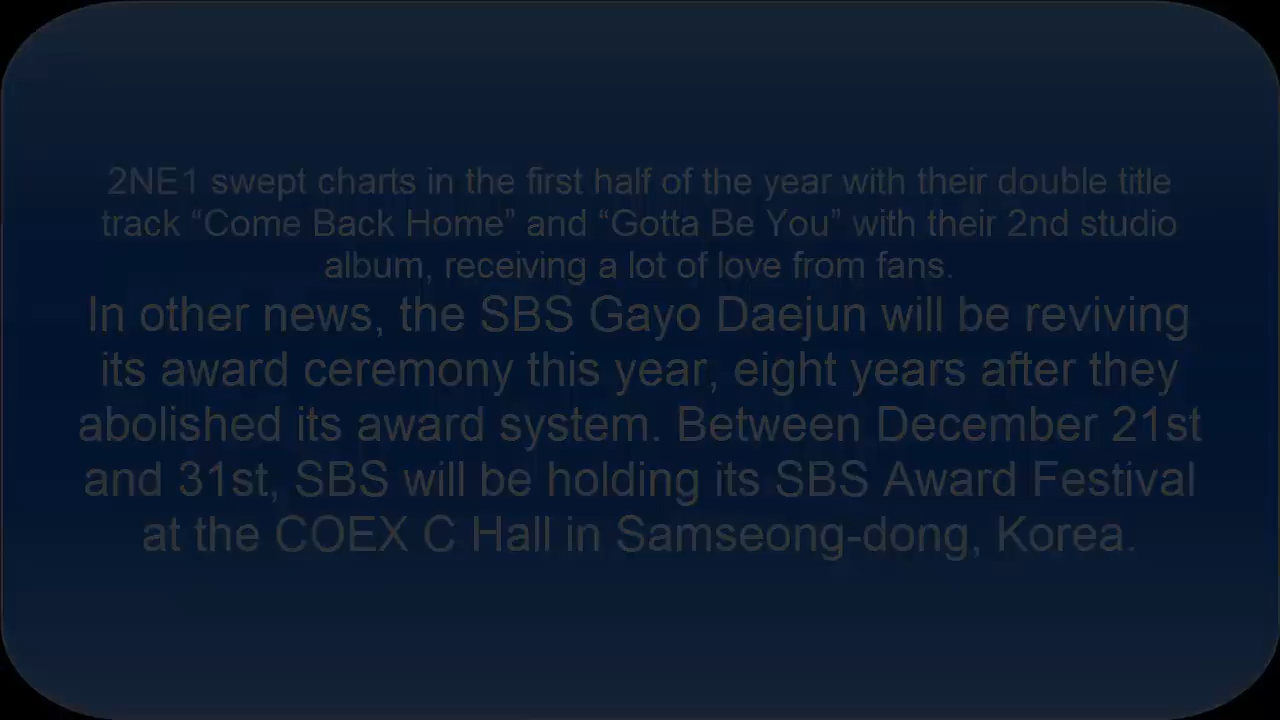 2NE1 swept charts in the first half of the year with their double title
track “Come Back Home” and “Gotta Be You” with their 2nd studio
album, receiving a lot of love from fans.
In other news, the SBS Gayo Daejun will be reviving
its award ceremony this year, eight years after they
abolished its award system. Between December 21st
and 31st, SBS will be holding its SBS Award Festival
at the COEX C Hall in Samseong-dong, Korea.